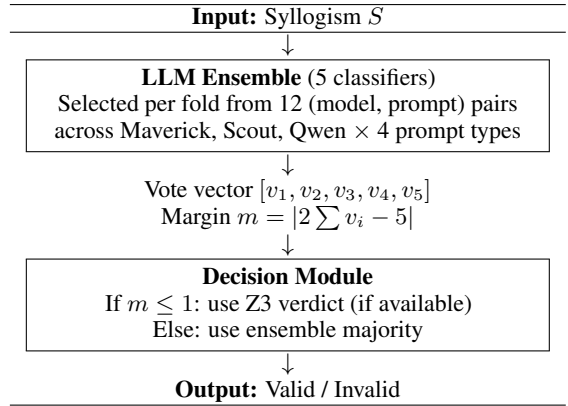 Input: Syllogism S
↓
LLM Ensemble (5 classifiers)
Selected per fold from 12 (model, prompt) pairs
across Maverick, Scout, Qwen × 4 prompt types
↓
Vote vector [v₁, v₂, v₃, v₄, v₅]
Margin m = |2 ∑ vᵢ − 5|
↓
Decision Module
If m ≤ 1: use Z3 verdict (if available)
Else: use ensemble majority
↓
Output: Valid / Invalid